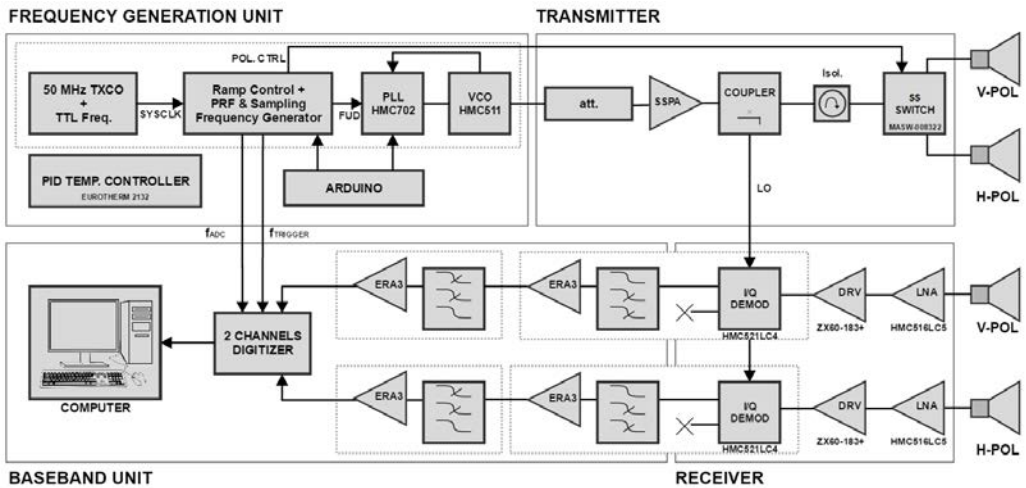 FREQUENCY GENERATION UNIT
TRANSMITTER
POL. CTRL
50 MHz TXCO
+
TTL Freq.
SYSCLK
Ramp Control +
PRF & Sampling
Frequency Generator
FUD
PLL
HMC702
VCO
HMC511
att.
SSPA
COUPLER
Isol.
SS
SWITCH
MASW-008322
V-POL
H-POL
PID TEMP. CONTROLLER
EUROTHERM 2132
ARDUINO
LO
fADC
fTRIGGER
ERA3
ERA3
I/Q
DEMOD
HMC521LC4
DRV
ZX60-183+
LNA
HMC516LC5
V-POL
2 CHANNELS
DIGITIZER
COMPUTER
ERA3
ERA3
I/Q
DEMOD
HMC521LC4
DRV
ZX60-183+
LNA
HMC516LC5
H-POL
BASEBAND UNIT
RECEIVER